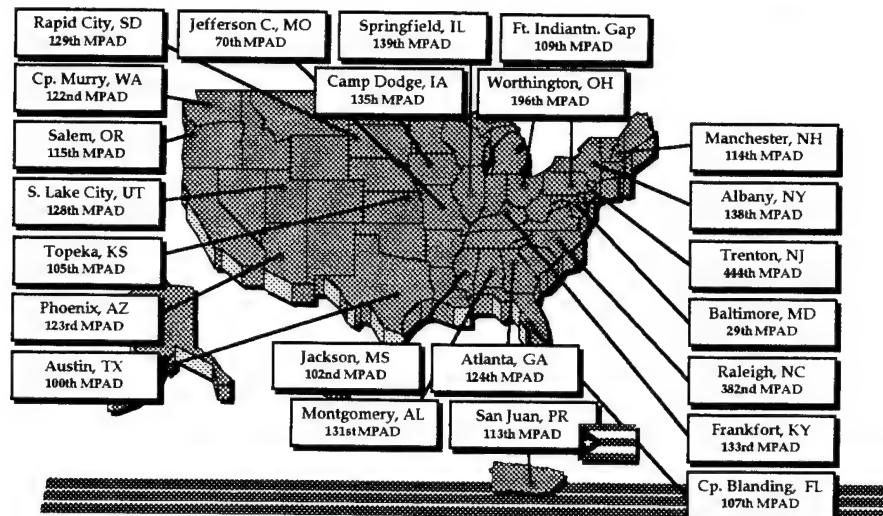 Rapid City, SD
129th MPAD
Jefferson C., MO
70th MPAD
Springfield, IL
139th MPAD
Ft. Indiantn. Gap
109th MPAD
Cp. Murry, WA
122nd MPAD
Camp Dodge, IA
135h MPAD
Worthington, OH
196th MPAD
Salem, OR
115th MPAD
Manchester, NH
114th MPAD
S. Lake City, UT
128th MPAD
Albany, NY
138th MPAD
Topeka, KS
105th MPAD
Trenton, NJ
444th MPAD
Phoenix, AZ
123rd MPAD
Baltimore, MD
29th MPAD
Austin, TX
100th MPAD
Jackson, MS
102nd MPAD
Atlanta, GA
124th MPAD
Raleigh, NC
382nd MPAD
Montgomery, AL
131stMPAD
San Juan, PR
113th MPAD
Frankfort, KY
133rd MPAD
Cp. Blanding, FL
107th MPAD